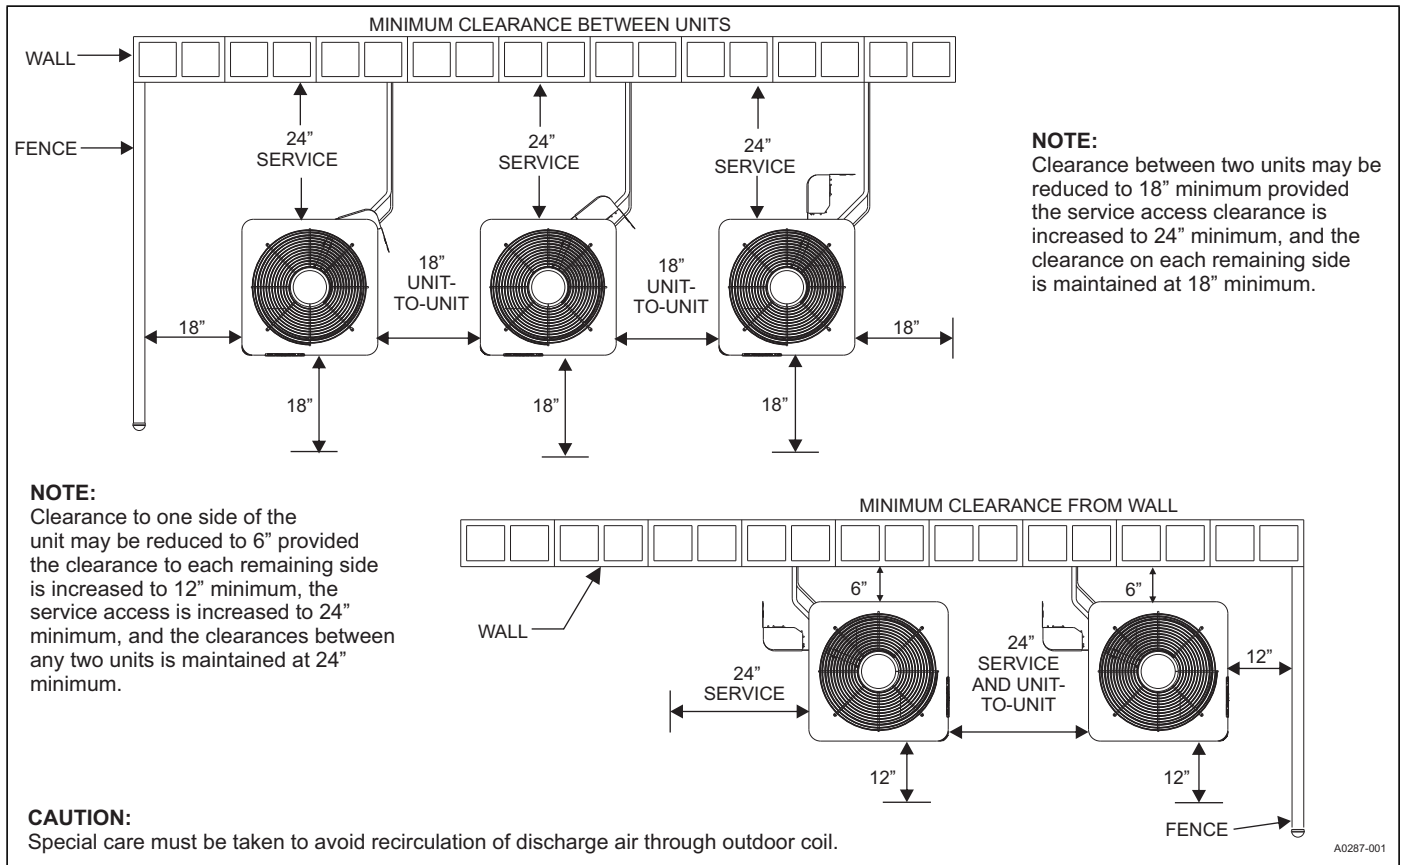 MINIMUM CLEARANCE BETWEEN UNITS
WALL
FENCE
24”
SERVICE
24”
SERVICE
24”
SERVICE
18”
UNIT-
TO-UNIT
18”
UNIT-
TO-UNIT
18”
18”
18”
18”
18”
NOTE:
Clearance between two units may be
reduced to 18” minimum provided
the service access clearance is
increased to 24” minimum, and the
clearance on each remaining side
is maintained at 18” minimum.
NOTE:
Clearance to one side of the
unit may be reduced to 6” provided
the clearance to each remaining side
is increased to 12” minimum, the
service access is increased to 24”
minimum, and the clearances between
any two units is maintained at 24”
minimum.
MINIMUM CLEARANCE FROM WALL
WALL
6”
6”
24”
SERVICE
24”
SERVICE
AND UNIT-
TO-UNIT
12”
12”
12”
FENCE
CAUTION:
Special care must be taken to avoid recirculation of discharge air through outdoor coil.
A0287-001